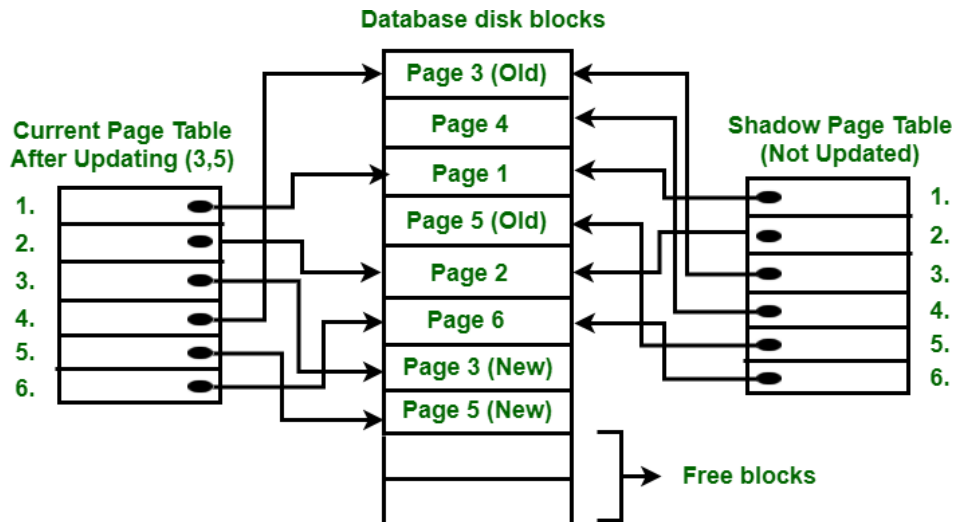 Database disk blocks
Current Page Table
After Updating (3,5)
1.
2.
3.
4.
5.
6.
Page 3 (Old)
Page 4
Page 1
Page 5 (Old)
Page 2
Page 6
Page 3 (New)
Page 5 (New)
Shadow Page Table
(Not Updated)
1.
2.
3.
4.
5.
6.
Free blocks